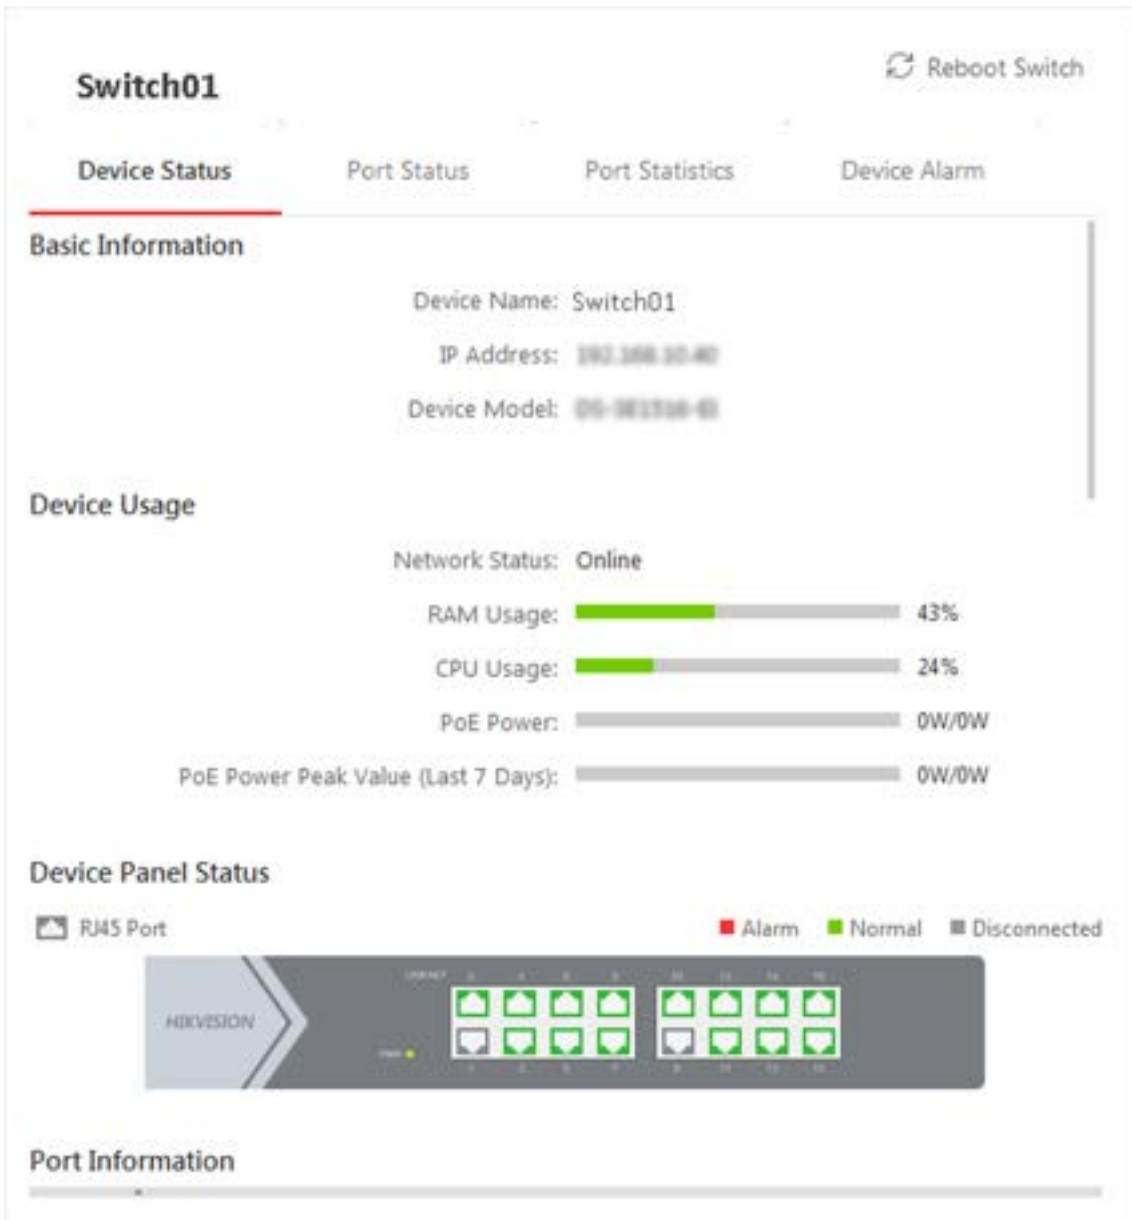 Switch01
Reboot Switch
Device Status Port Status Port Statistics Device Alarm
Basic Information
Device Name: Switch01
IP Address:
Device Model:
Device Usage
Network Status: Online
RAM Usage: 43%
CPU Usage: 24%
PoE Power: 0W/0W
PoE Power Peak Value (Last 7 Days): 0W/0W
Device Panel Status
RJ45 Port Alarm Normal Disconnected
HIKVISION
Port Information